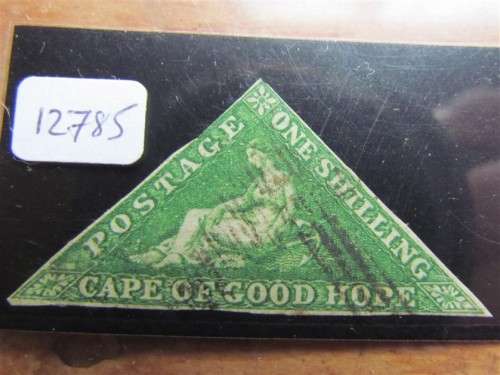 12785
POSTAGE
ONE SHILLING
CAPE OF GOOD HOPE